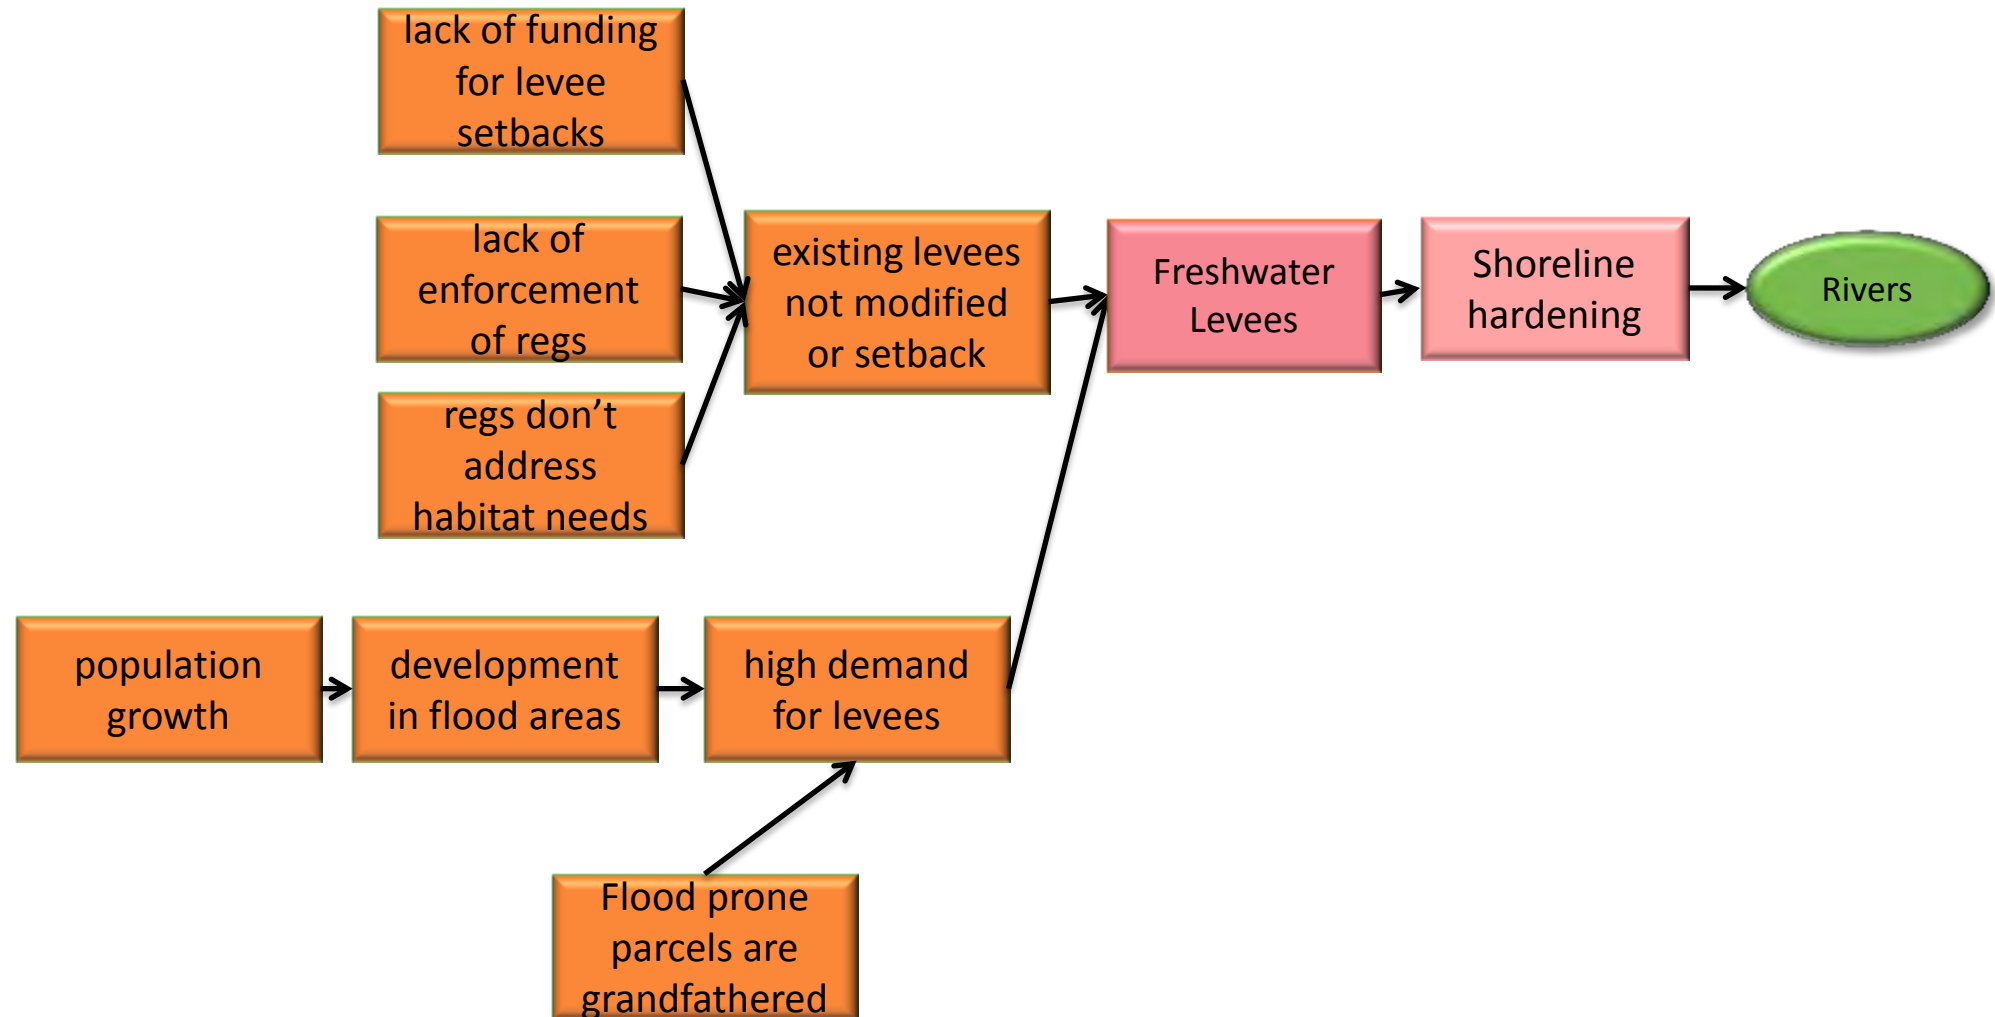 lack of funding
for levee
setbacks
lack of
enforcement
of regs
regs don’t
address
habitat needs
existing levees
not modified
or setback
Freshwater
Levees
Shoreline
hardening
Rivers
population
growth
development
in flood areas
high demand
for levees
Flood prone
parcels are
grandfathered